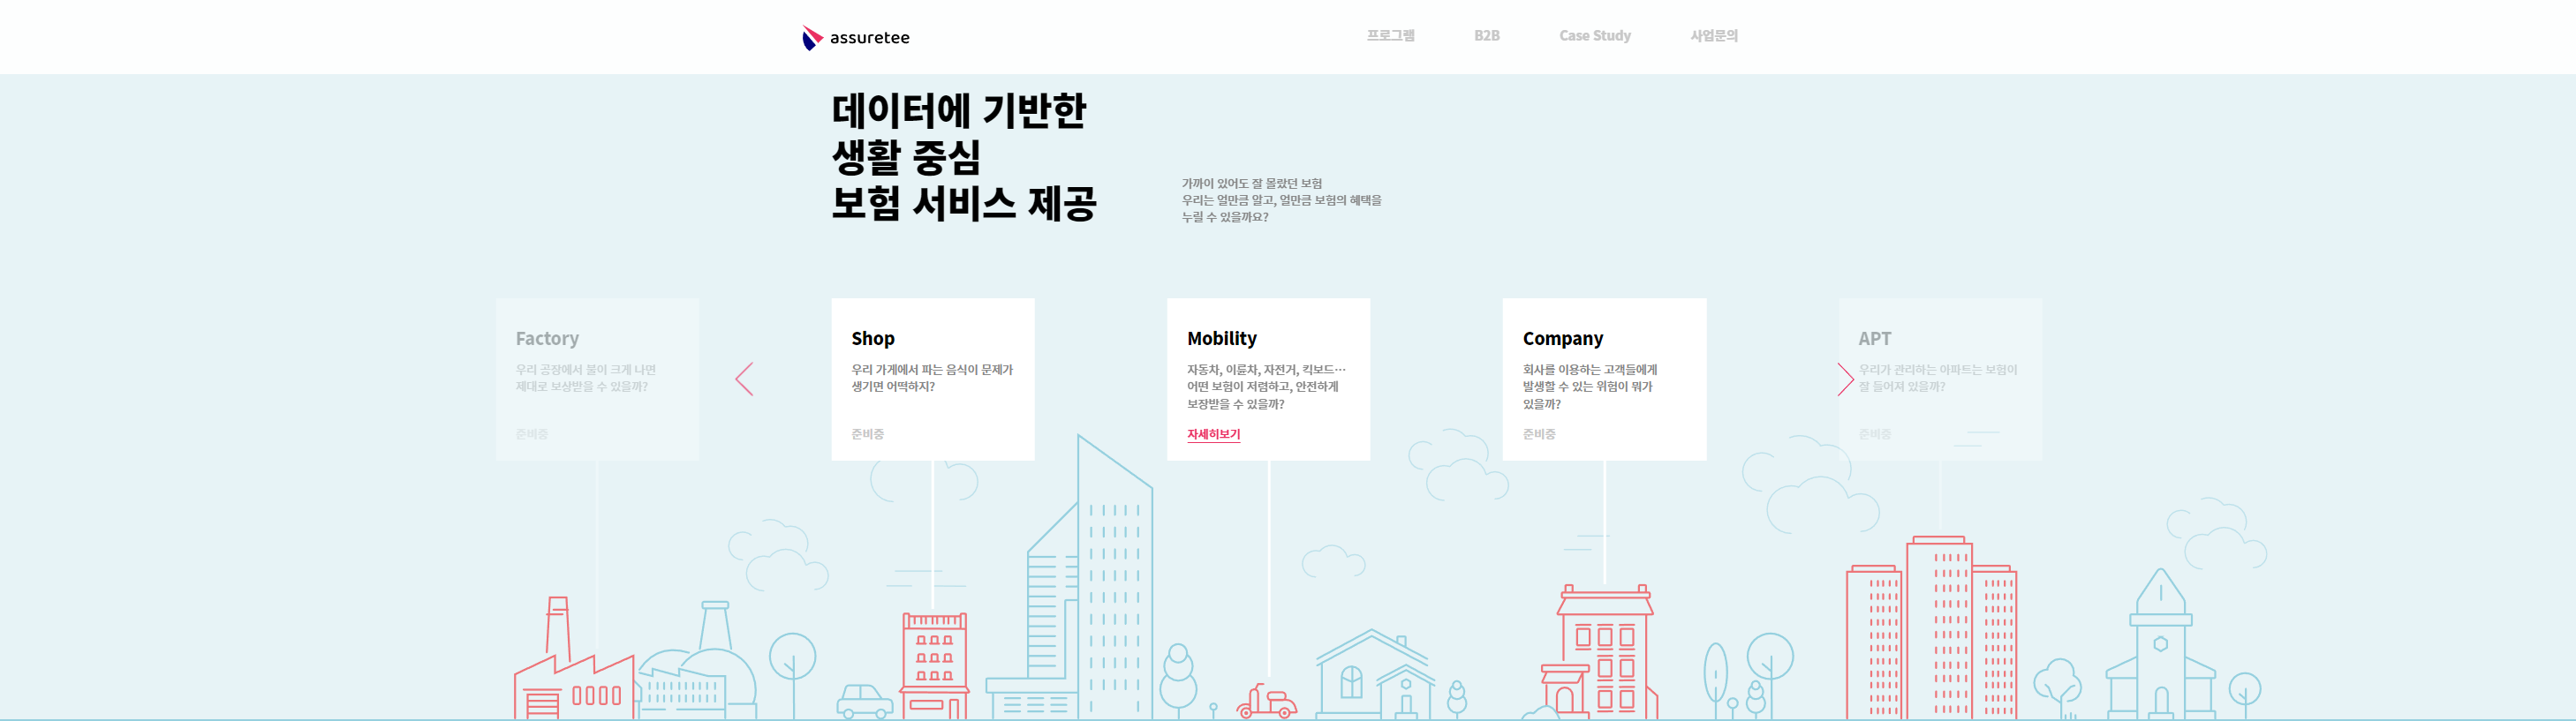 assuretee
프로그램
B2B
Case Study
사업문의
데이터에 기반한
생활 중심
보험 서비스 제공
가까이 있어도 잘 몰랐던 보험
우리는 얼만큼 알고, 얼만큼 보험의 혜택을
누릴 수 있을까요?
Factory
우리 공장에서 불이 크게 나면
제대로 보상받을 수 있을까?
준비중
Shop
우리 가게에서 파는 음식이 문제가
생기면 어떡하지?
준비중
Mobility
자동차, 이륜차, 자전거, 킥보드…
어떤 보험이 저렴하고, 안전하게
보장받을 수 있을까?
자세히보기
Company
회사를 이용하는 고객들에게
발생할 수 있는 위험이 뭐가
있을까?
준비중
APT
우리가 관리하는 아파트는 보험이
잘 들어져 있을까?
준비중